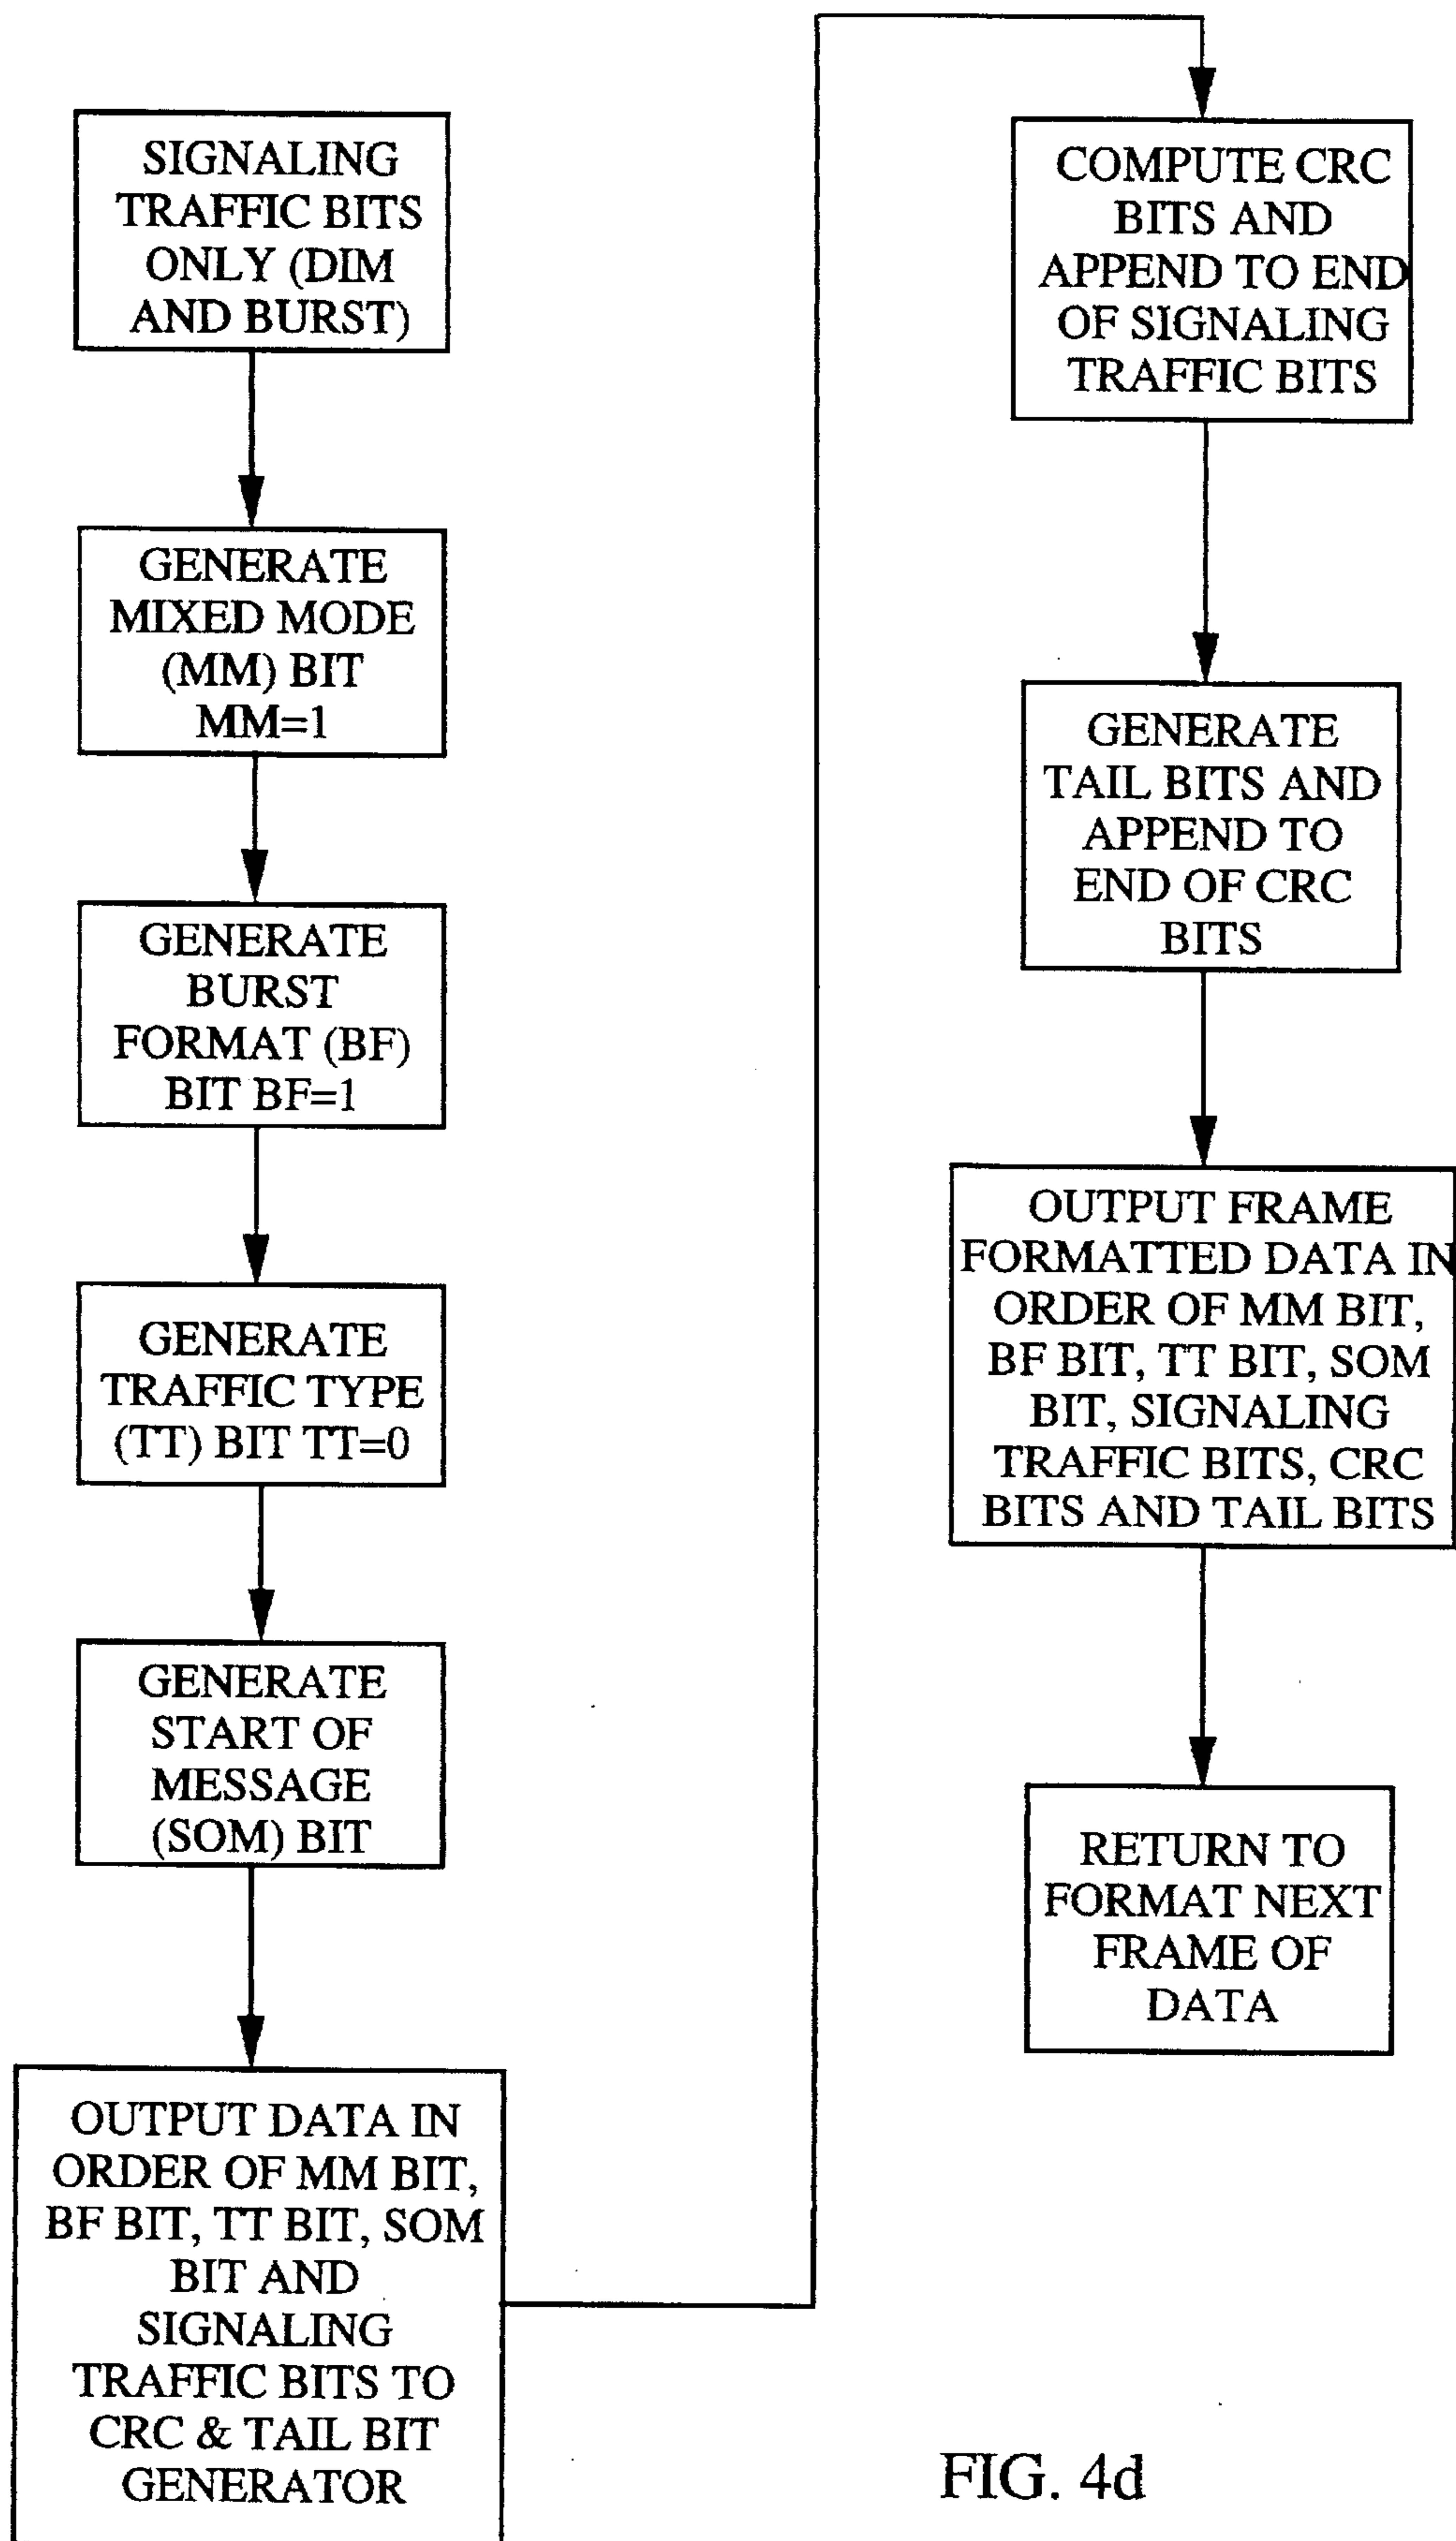 SIGNALING
TRAFFIC BITS
ONLY (DIM
AND BURST)
GENERATE
MIXED MODE
(MM) BIT
MM=1
GENERATE
BURST
FORMAT (BF)
BIT BF=1
GENERATE
TRAFFIC TYPE
(TT) BIT TT=0
GENERATE
START OF
MESSAGE
(SOM) BIT
OUTPUT DATA IN
ORDER OF MM BIT,
BF BIT, TT BIT, SOM
BIT AND
SIGNALING
TRAFFIC BITS TO
CRC & TAIL BIT
GENERATOR
COMPUTE CRC
BITS AND
APPEND TO END
OF SIGNALING
TRAFFIC BITS
GENERATE
TAIL BITS AND
APPEND TO
END OF CRC
BITS
OUTPUT FRAME
FORMATTED DATA IN
ORDER OF MM BIT,
BF BIT, TT BIT, SOM
BIT, SIGNALING
TRAFFIC BITS, CRC
BITS AND TAIL BITS
RETURN TO
FORMAT NEXT
FRAME OF
DATA
FIG. 4d